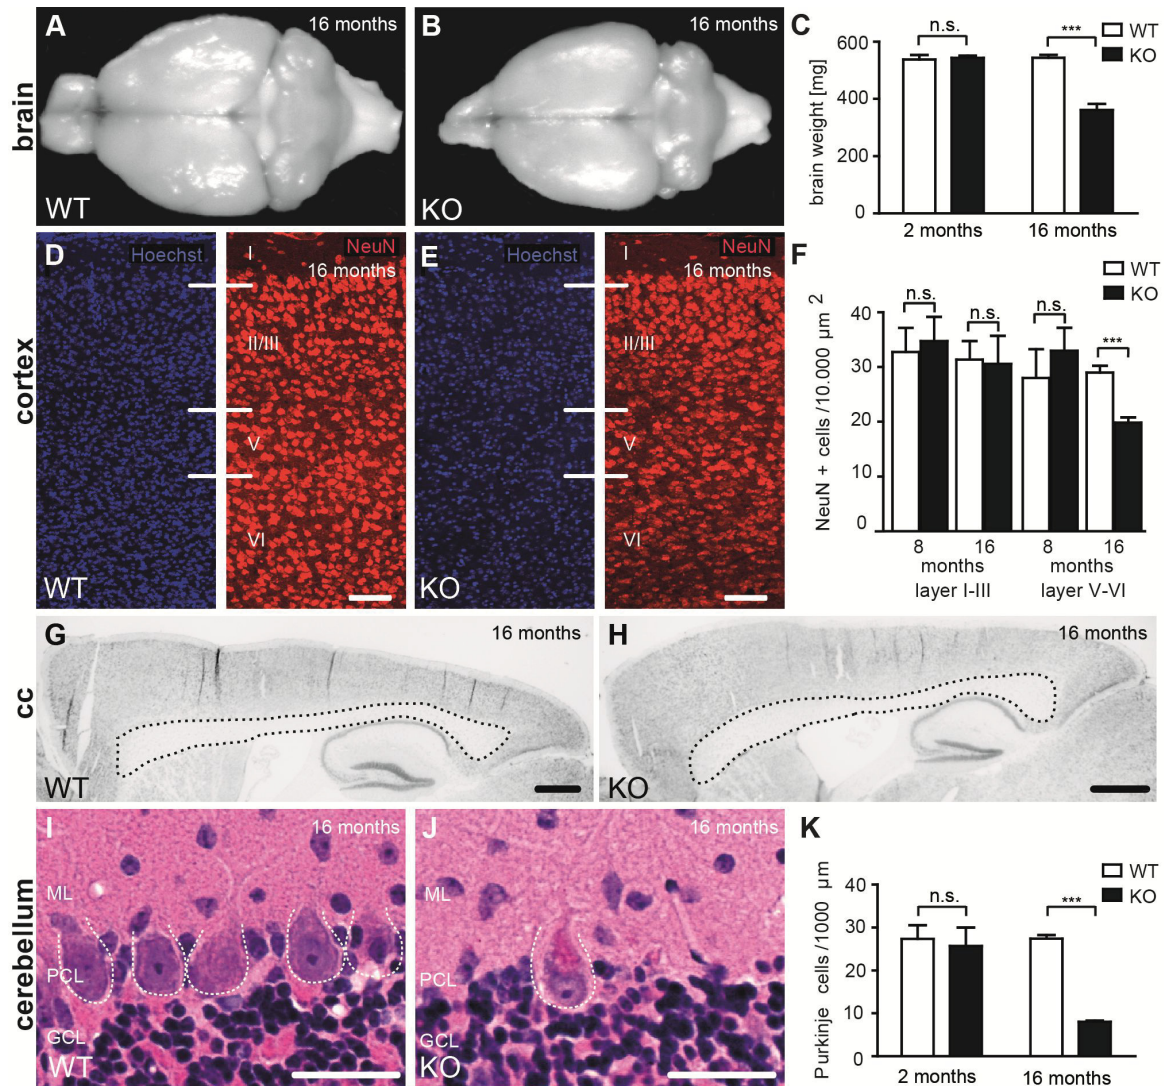 A
16 months
brain
WT
B
16 months
KO
C
WT
KO
n.s.
***
brain weight [mg]
600
400
200
0
2 months
16 months
D
Hoechst
NeuN
16 months
I
II/III
V
VI
cortex
WT
E
Hoechst
NeuN
16 months
I
II/III
V
VI
KO
F
WT
KO
n.s.
n.s.
n.s.
***
NeuN + cells /10.000 µm 2
40
30
20
10
0
8
16
8
16
months
months
layer I-III
layer V-VI
G
16 months
cc
WT
H
16 months
KO
I
16 months
ML
PCL
GCL
cerebellum
WT
J
16 months
ML
PCL
GCL
KO
K
WT
KO
n.s.
***
Purkinje cells /1000 µm
40
30
20
10
0
2 months
16 months